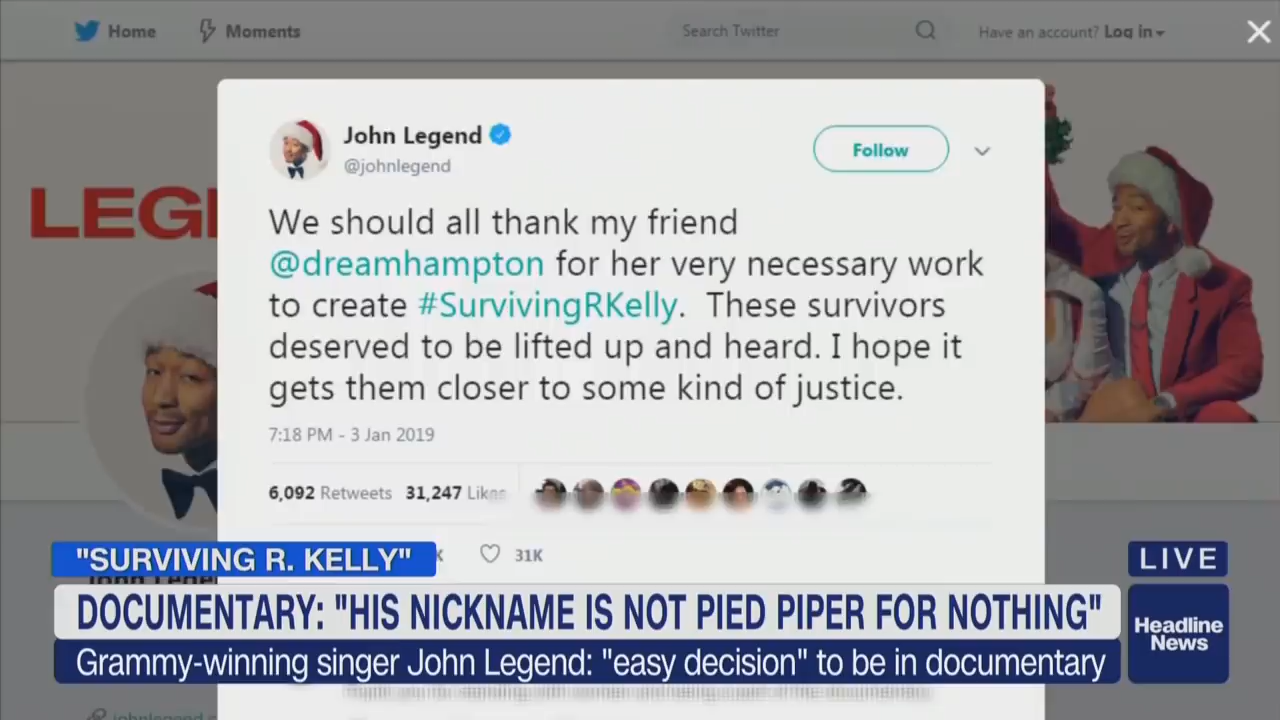 Home
Moments
Search Twitter
Have an account? Log in
LEG
John Legend
@johnlegend
Follow
We should all thank my friend
@dreamhampton for her very necessary work
to create #SurvivingRKelly. These survivors
deserved to be lifted up and heard. I hope it
gets them closer to some kind of justice.
7:18 PM - 3 Jan 2019
6,092 Retweets 31,247 Likes
31K
"SURVIVING R. KELLY"
LIVE
DOCUMENTARY: "HIS NICKNAME IS NOT PIED PIPER FOR NOTHING"
Grammy-winning singer John Legend: "easy decision" to be in documentary
Headline
News